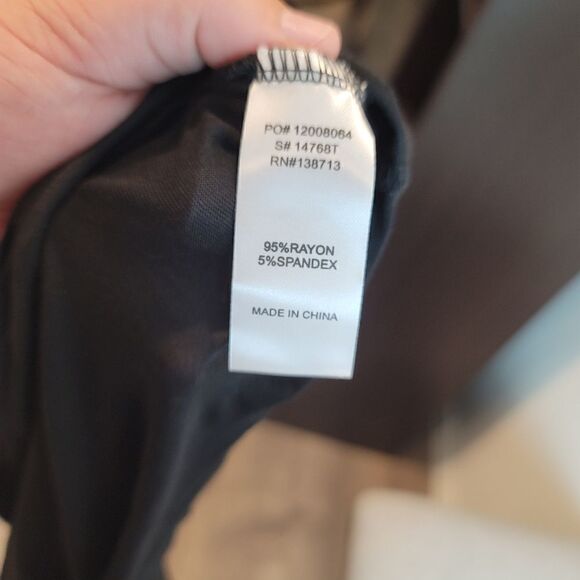 PO# 12008064
S# 14768T
RN#138713
95%RAYON
5%SPANDEX
MADE IN CHINA